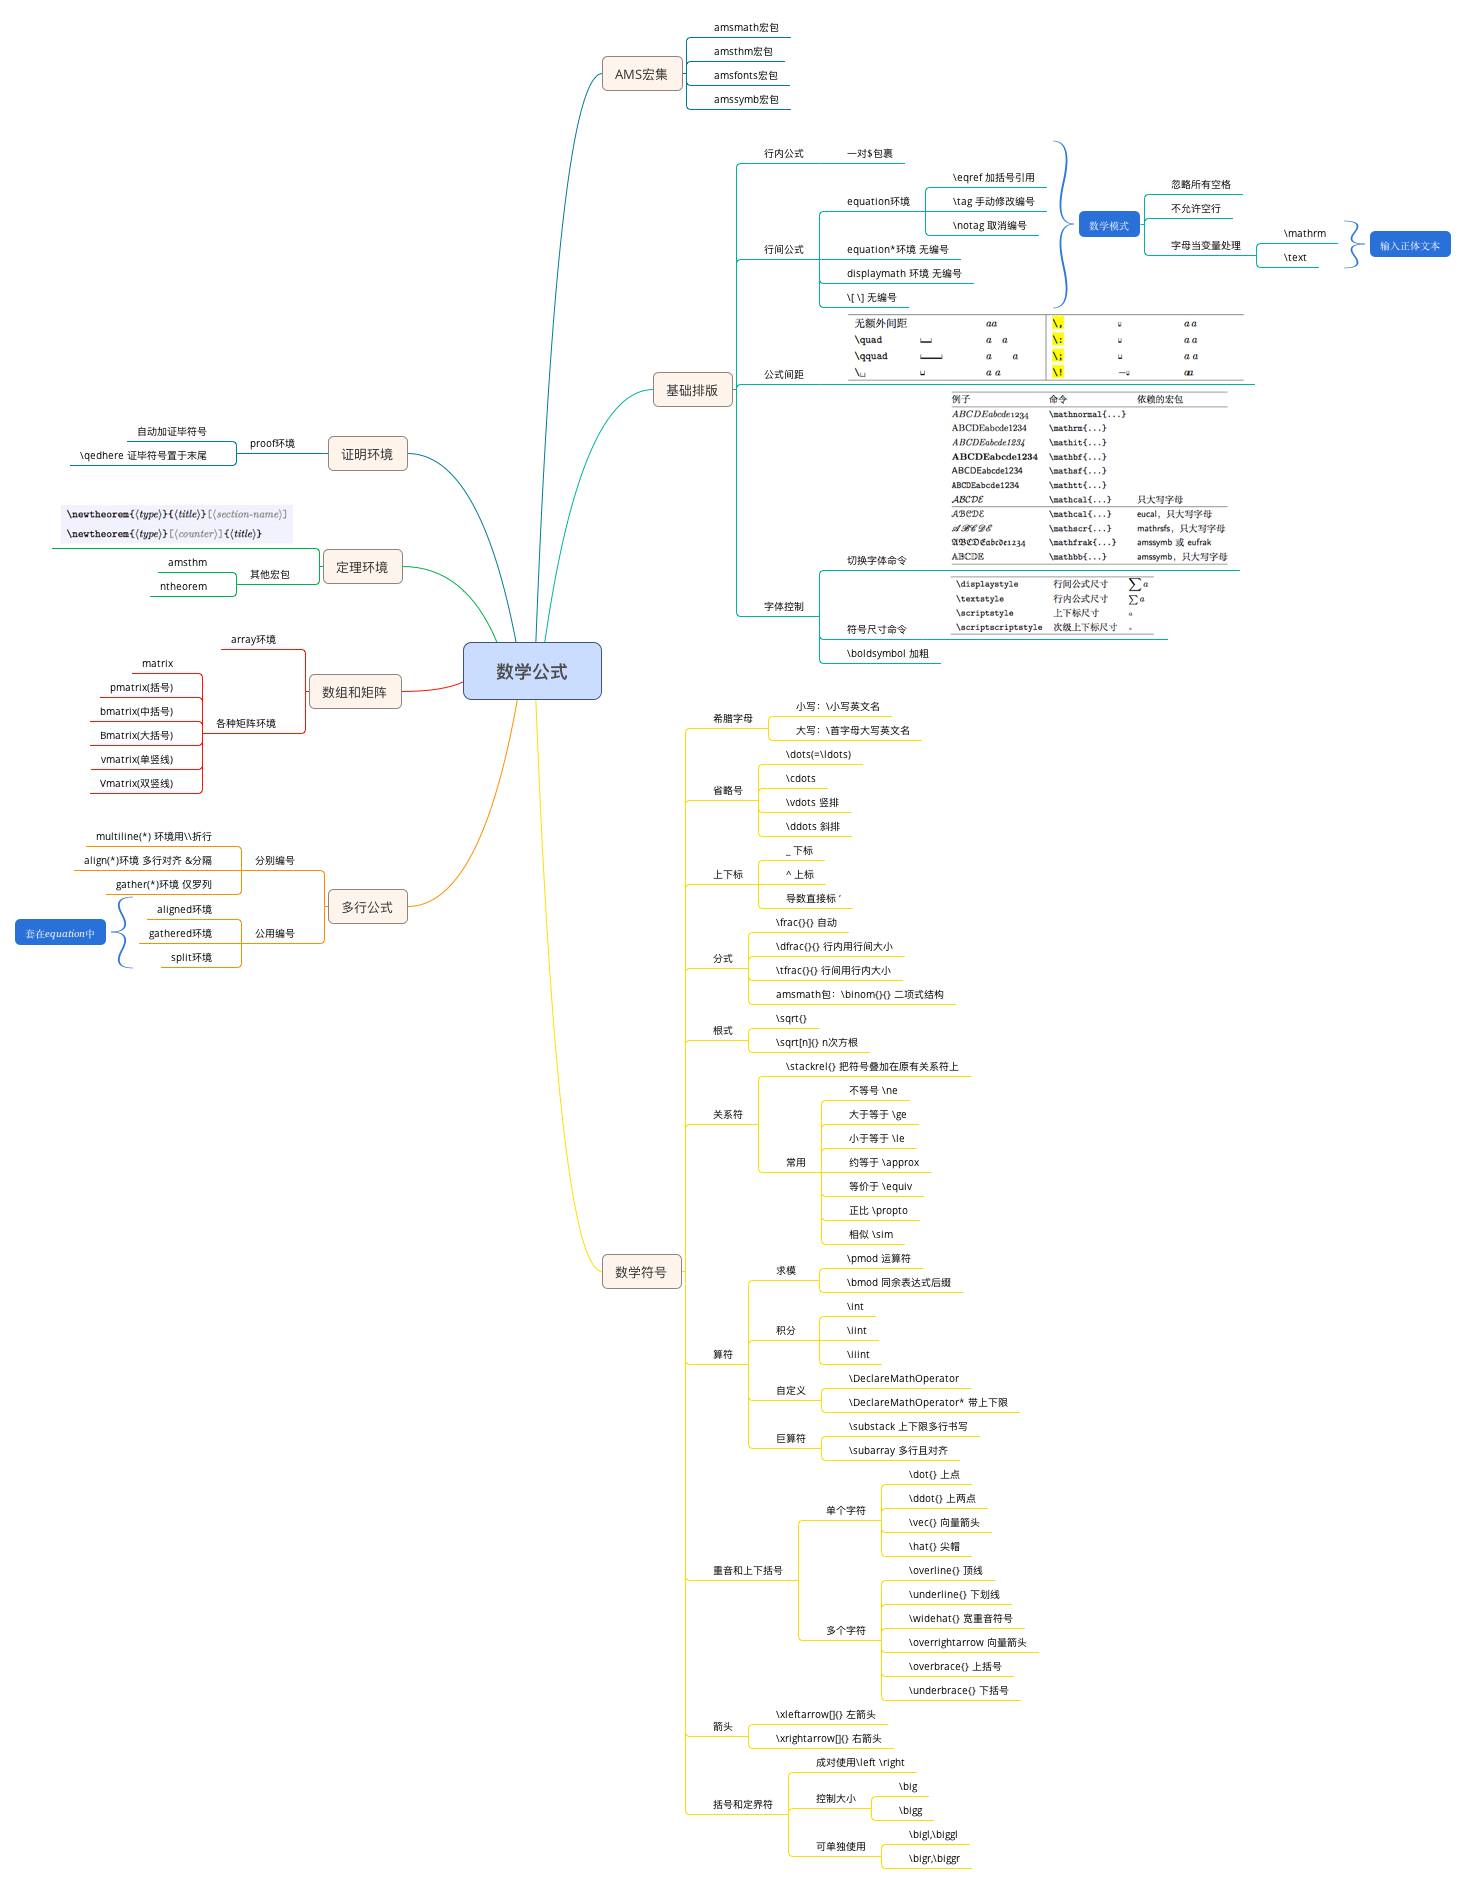 数学公式
AMS宏集
amsmath宏包
amsthm宏包
amsfonts宏包
amssymb宏包
基础排版
行内公式
一对$包裹
行间公式
equation环境
\eqref 加括号引用
\tag 手动修改编号
\notag 取消编号
equation*环境 无编号
displaymath 环境 无编号
\[ \] 无编号
数学模式
忽略所有空格
不允许空行
字母当变量处理
\mathrm
\text
输入正体文本
公式间距
无额外间距 aa \, ␣ a a
\quad ␣ a a \: ␣ a a
\qquad ␣ a a \; ␣ a a
\␣ ␣ a a \! −␣ aa
字体控制
切换字体命令
例子 命令 依赖的宏包
ABCDEabcde1234 \mathnormal{...}
ABCDEabcde1234 \mathrm{...}
ABCDEabcde1234 \mathit{...}
ABCDEabcde1234 \mathbf{...}
ABCDEabcde1234 \mathsf{...}
ABCDEabcde1234 \mathtt{...}
ABCDE \mathcal{...} 只大写字母
ABCDE \mathcal{...} eucal，只大写字母
ABCDE \mathscr{...} mathrsfs，只大写字母
ABCDEabcde1234 \mathfrak{...} amssymb 或 eufrak
ABCDE \mathbb{...} amssymb，只大写字母
符号尺寸命令
\displaystyle 行间公式尺寸 ∑ a
\textstyle 行内公式尺寸 ∑ a
\scriptstyle 上下标尺寸 a
\scriptscriptstyle 次级上下标尺寸
\boldsymbol 加粗
证明环境
proof环境
自动加证毕符号
\qedhere 证毕符号置于末尾
定理环境
\newtheorem{⟨type⟩}{⟨title⟩}[⟨section-name⟩]
\newtheorem{⟨type⟩}[⟨counter⟩]{⟨title⟩}
其他宏包
amsthm
ntheorem
数组和矩阵
array环境
各种矩阵环境
matrix
pmatrix(括号)
bmatrix(中括号)
Bmatrix(大括号)
vmatrix(单竖线)
Vmatrix(双竖线)
多行公式
分别编号
multiline(*) 环境用\\折行
align(*)环境 多行对齐 &分隔
gather(*)环境 仅罗列
公用编号
aligned环境
gathered环境
split环境
套在equation中
数学符号
希腊字母
小写：\小写英文名
大写：\首字母大写英文名
省略号
\dots(=\ldots)
\cdots
\vdots 竖排
\ddots 斜排
上下标
_ 下标
^ 上标
导数直接标 ′
分式
\frac{}{} 自动
\dfrac{}{} 行内用行间大小
\tfrac{}{} 行间用行内大小
amsmath包：\binom{}{} 二项式结构
根式
\sqrt{}
\sqrt[n]{} n次方根
关系符
\stackrel{} 把符号叠加在原有关系符上
常用
不等号 \ne
大于等于 \ge
小于等于 \le
约等于 \approx
等价于 \equiv
正比 \propto
相似 \sim
算符
求模
\pmod 运算符
\bmod 同余表达式后缀
积分
\int
\iint
\iiint
自定义
\DeclareMathOperator
\DeclareMathOperator* 带上下限
巨算符
\substack 上下限多行书写
\subarray 多行且对齐
重音和上下括号
单个字符
\dot{} 上点
\ddot{} 上两点
\vec{} 向量箭头
\hat{} 尖帽
多个字符
\overline{} 顶线
\underline{} 下划线
\widehat{} 宽重音符号
\overrightarrow 向量箭头
\overbrace{} 上括号
\underbrace{} 下括号
箭头
\xleftarrow[]{} 左箭头
\xrightarrow[]{} 右箭头
括号和定界符
成对使用\left \right
控制大小
\big
\bigg
可单独使用
\bigl,\biggl
\bigr,\biggr